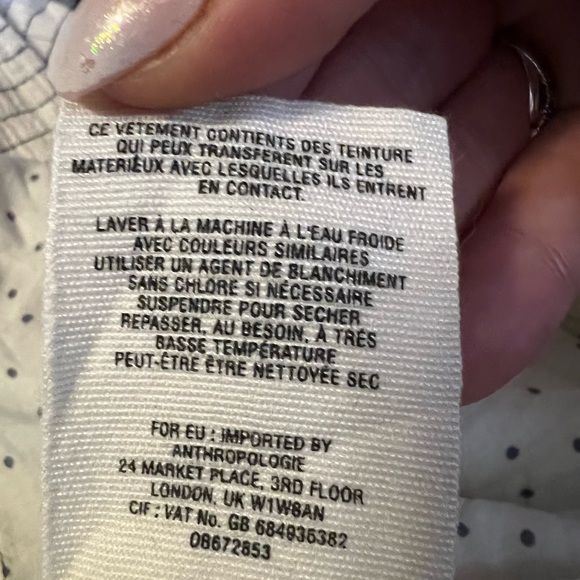 CE VÊTEMENT CONTIENTS DES TEINTURE
QUI PEUX TRANSFERENT SUR LES
MATERIEUX AVEC LESQUELLES ILS ENTRENT
EN CONTACT.
LAVER À LA MACHINE À L'EAU FROIDE
AVEC COULEURS SIMILAIRES
UTILISER UN AGENT DE BLANCHIMENT
SANS CHLORE SI NÉCESSAIRE
SUSPENDRE POUR SECHER
REPASSER, AU BESOIN, À TRÉS
BASSE TEMPÉRATURE
PEUT-ÊTRE ÊTRE NETTOYÉE SEC
FOR EU : IMPORTED BY
ANTHROPOLOGIE
24 MARKET PLACE, 3RD FLOOR
LONDON, UK W1W8AN
CIF : VAT No. GB 684935382
08672853